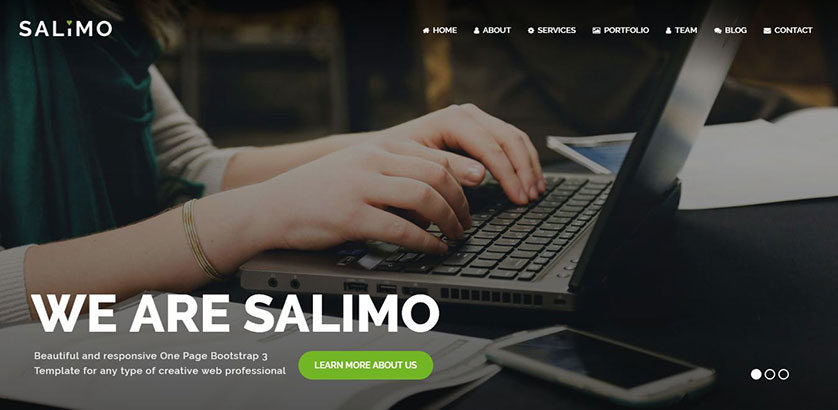 SALiMO
HOME ABOUT SERVICES PORTFOLIO TEAM BLOG CONTACT
WE ARE SALIMO
Beautiful and responsive One Page Bootstrap 3
Template for any type of creative web professional
LEARN MORE ABOUT US